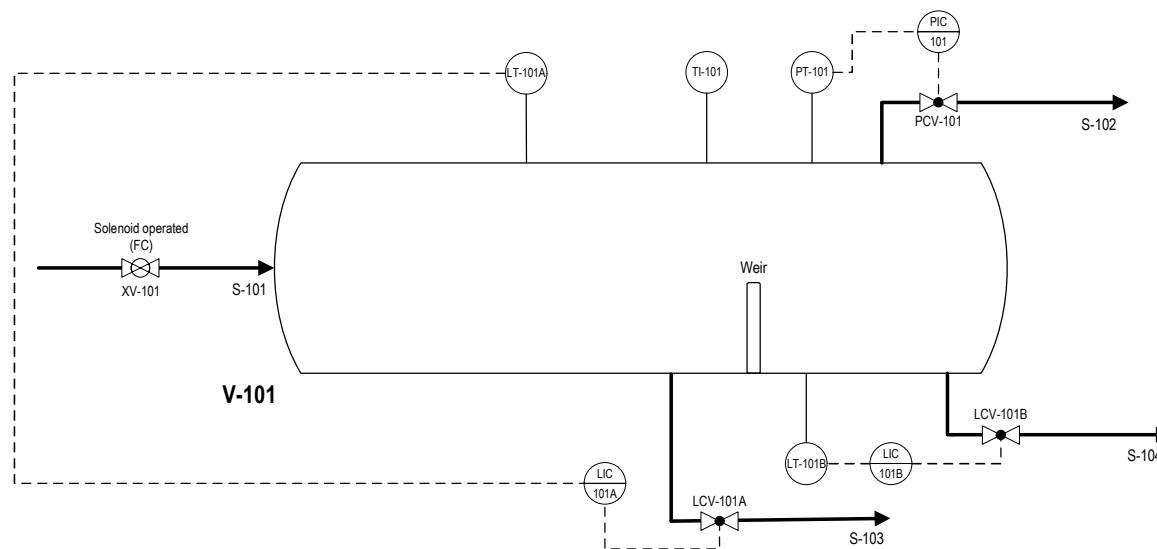 PIC
101
LT-101A
TI-101
PT-101
PCV-101
S-102
Solenoid operated
(FC)
XV-101
S-101
Weir
V-101
LCV-101B
S-104
LT-101B
LIC
101B
LIC
101A
LCV-101A
S-103